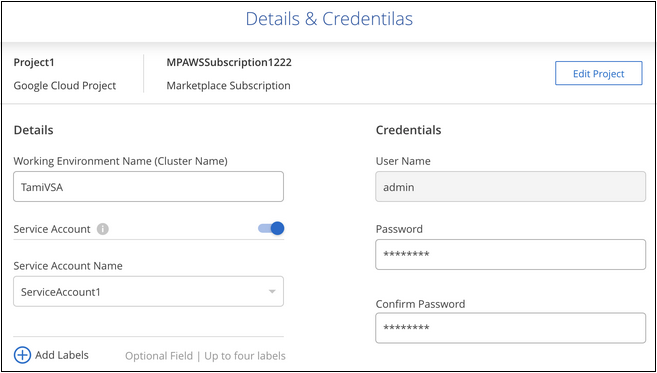 Details & Credentilas
Project1
Google Cloud Project
MPAWSSubscription1222
Marketplace Subscription
Edit Project
Details
Working Environment Name (Cluster Name)
TamiVSA
Service Account
Service Account Name
ServiceAccount1
Add Labels
Optional Field | Up to four labels
Credentials
User Name
admin
Password
********
Confirm Password
********